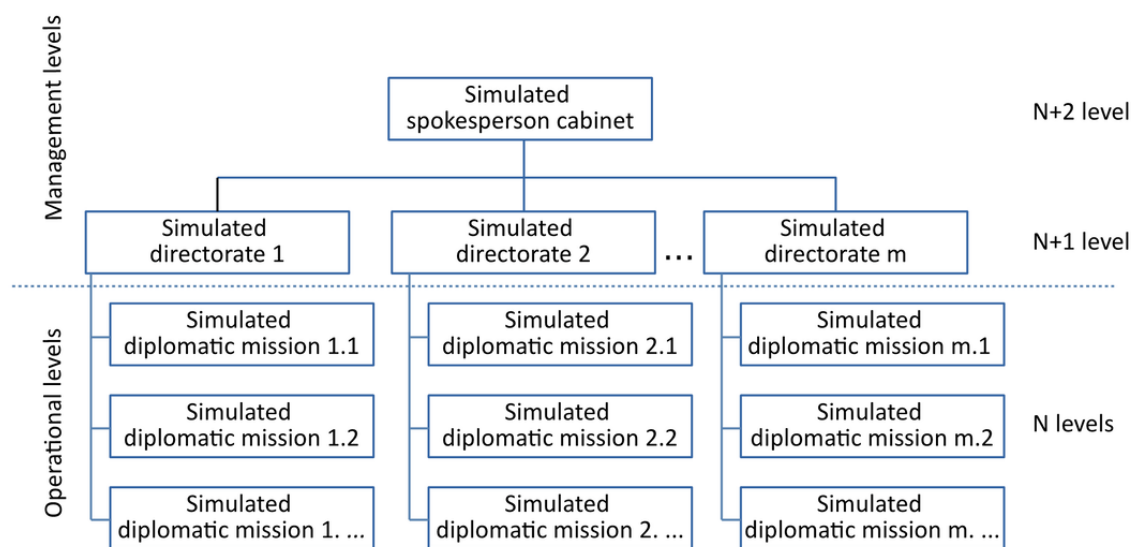 Management levels
Simulated
spokesperson cabinet
N+2 level
Simulated
directorate 1
Simulated
directorate 2
...
Simulated
directorate m
N+1 level
Operational levels
Simulated
diplomatic mission 1.1
Simulated
diplomatic mission 2.1
Simulated
diplomatic mission m.1
Simulated
diplomatic mission 1.2
Simulated
diplomatic mission 2.2
Simulated
diplomatic mission m.2
N levels
Simulated
diplomatic mission 1. ...
Simulated
diplomatic mission 2. ...
Simulated
diplomatic mission m. ...